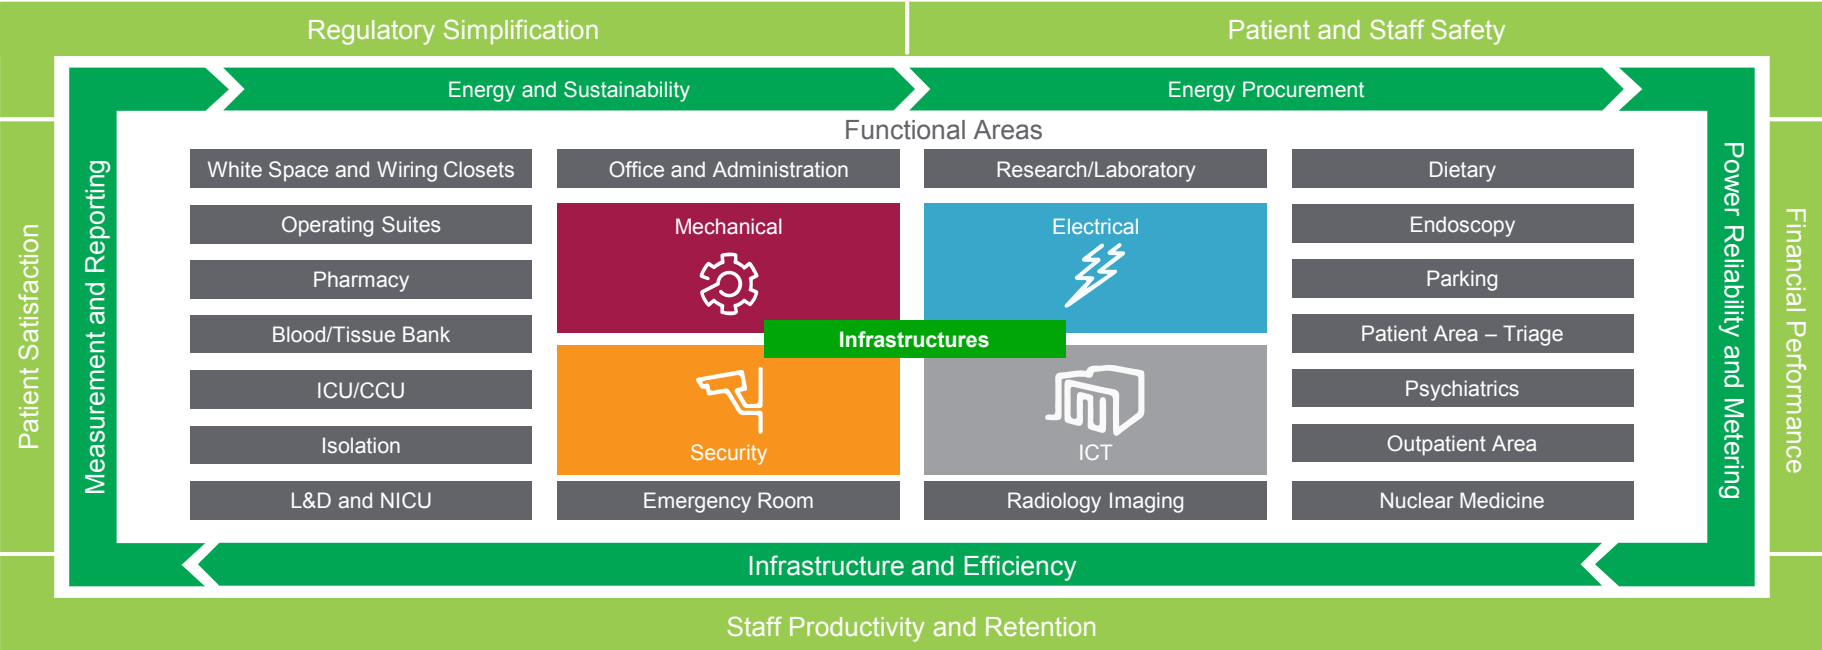 Regulatory Simplification
Patient and Staff Safety
Energy and Sustainability
Energy Procurement
Functional Areas
White Space and Wiring Closets
Office and Administration
Research/Laboratory
Dietary
Operating Suites
Mechanical
Electrical
Endoscopy
Pharmacy
Parking
Blood/Tissue Bank
Infrastructures
Patient Area – Triage
ICU/CCU
Psychiatrics
Isolation
Security
ICT
Outpatient Area
L&D and NICU
Emergency Room
Radiology Imaging
Nuclear Medicine
Patient Satisfaction
Measurement and Reporting
Power Reliability and Metering
Financial Performance
Infrastructure and Efficiency
Staff Productivity and Retention